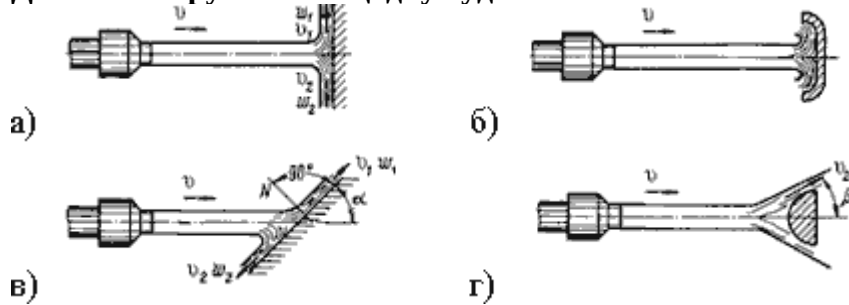 υ w₁ υ₁ υ
υ₂ w₂
а) б)
υ N 90° α υ₁ w₁ υ υ₂ β
υ₂ w₂
в) г)